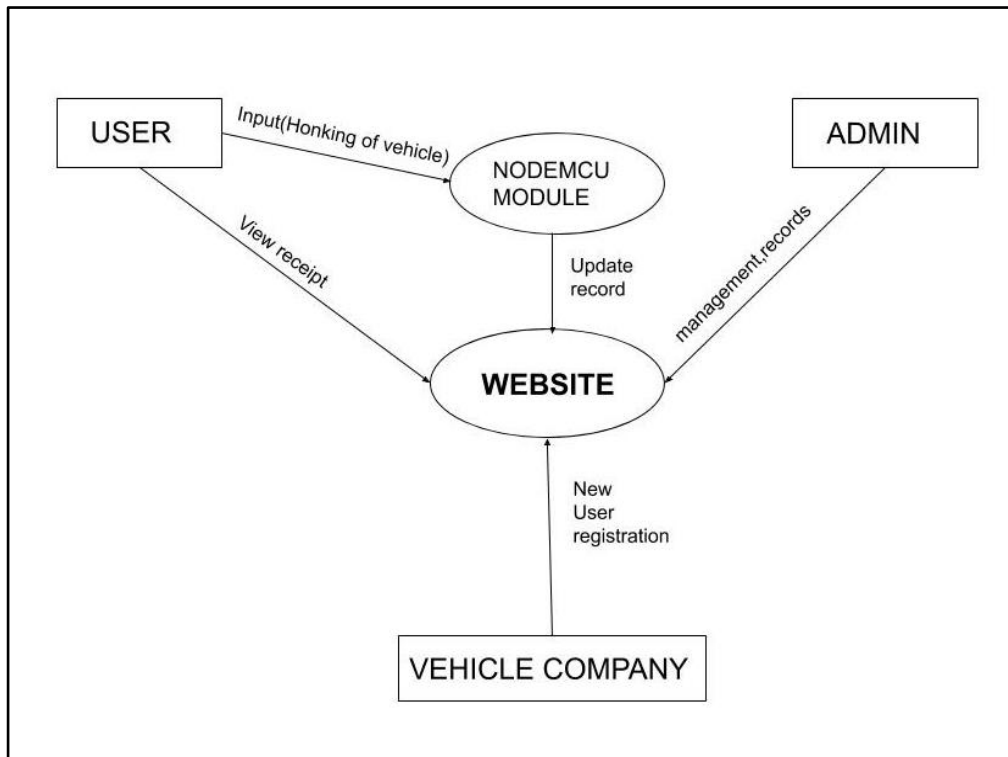 USER
Input(Honking of vehicle)
ADMIN
NODEMCU
MODULE
View receipt
Update
record
management,records
WEBSITE
New
User
registration
VEHICLE COMPANY